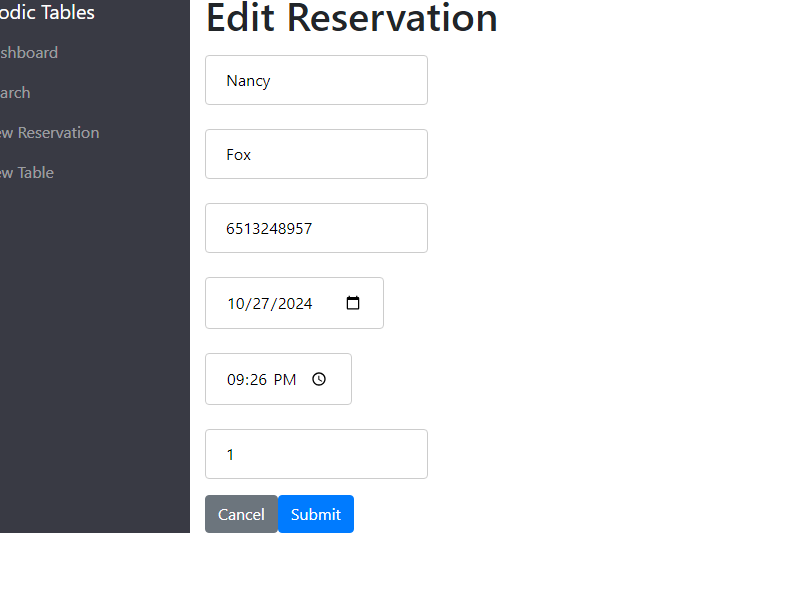 odic Tables
shboard
arch
ew Reservation
ew Table
Edit Reservation
Nancy
Fox
6513248957
10/27/2024
09:26 PM
1
Cancel Submit